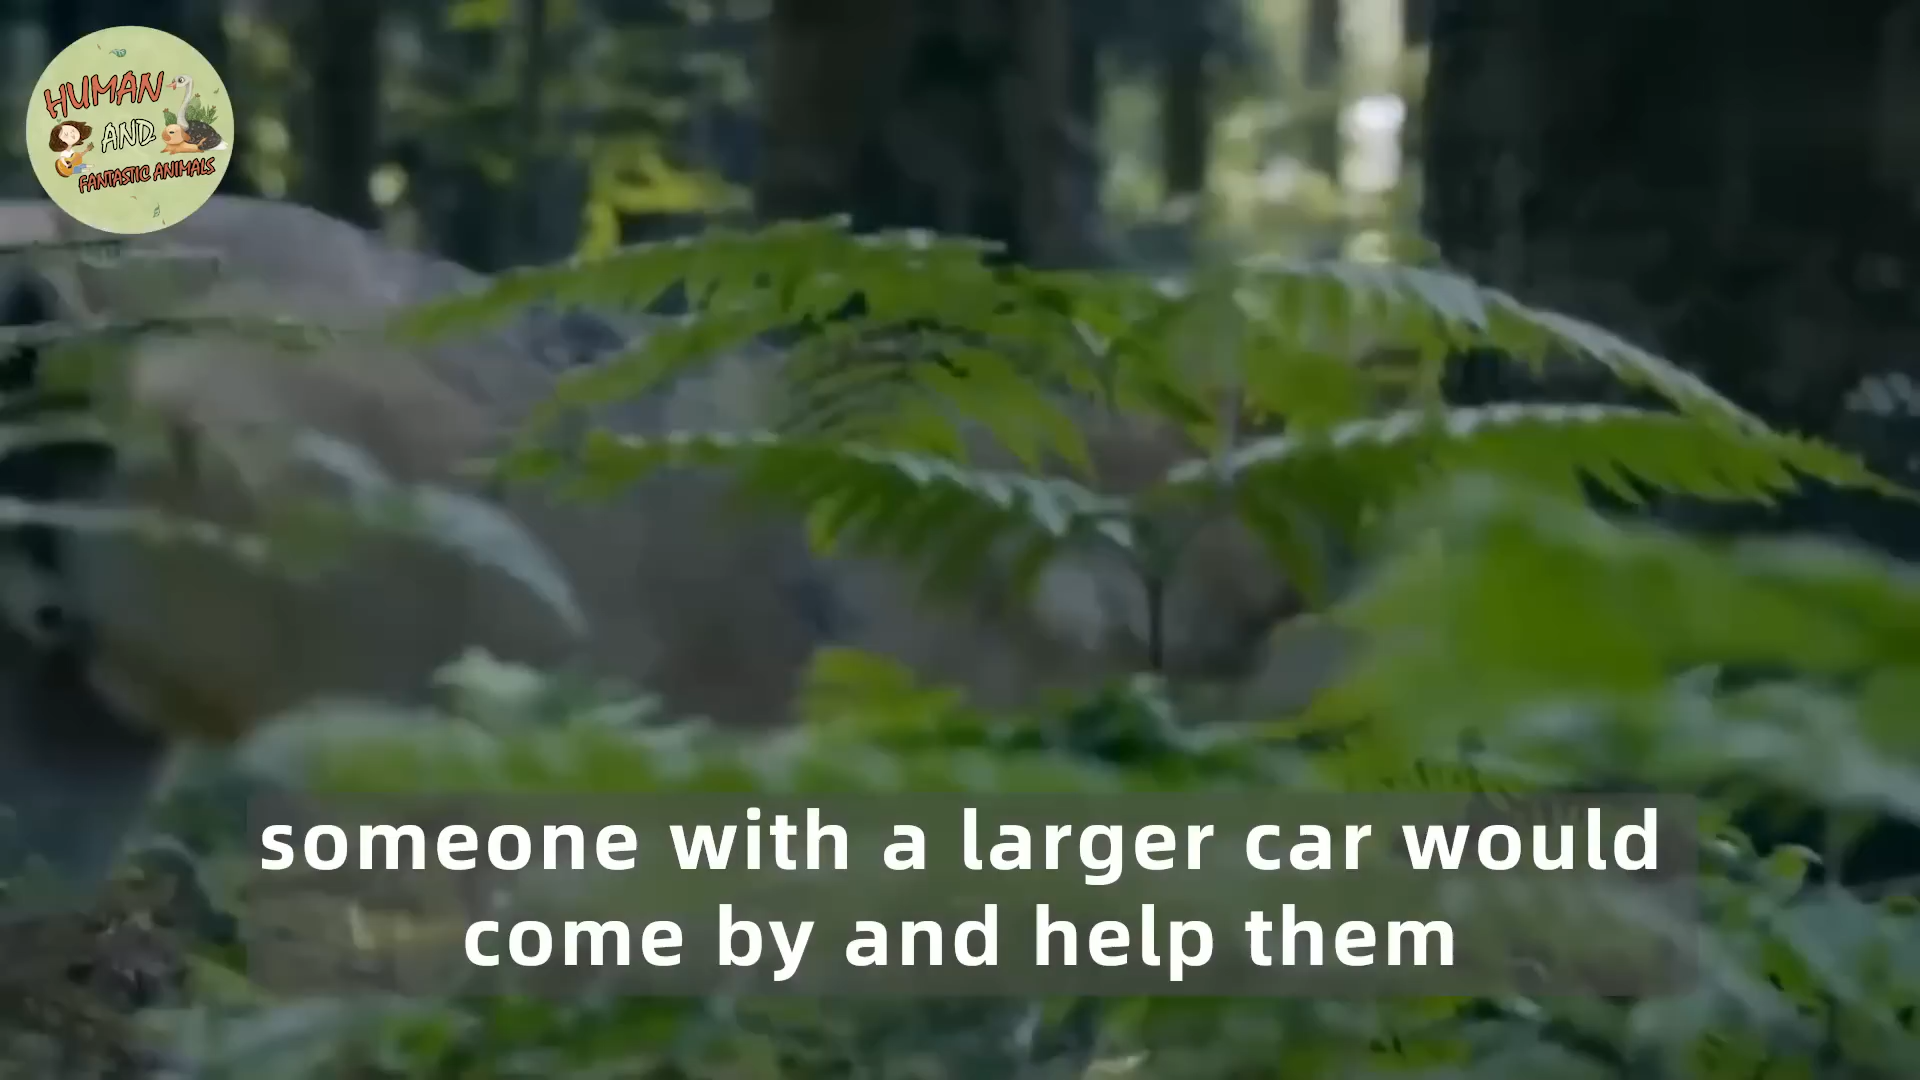 HUMAN
AND
FANTASTIC ANIMALS
someone with a larger car would
come by and help them